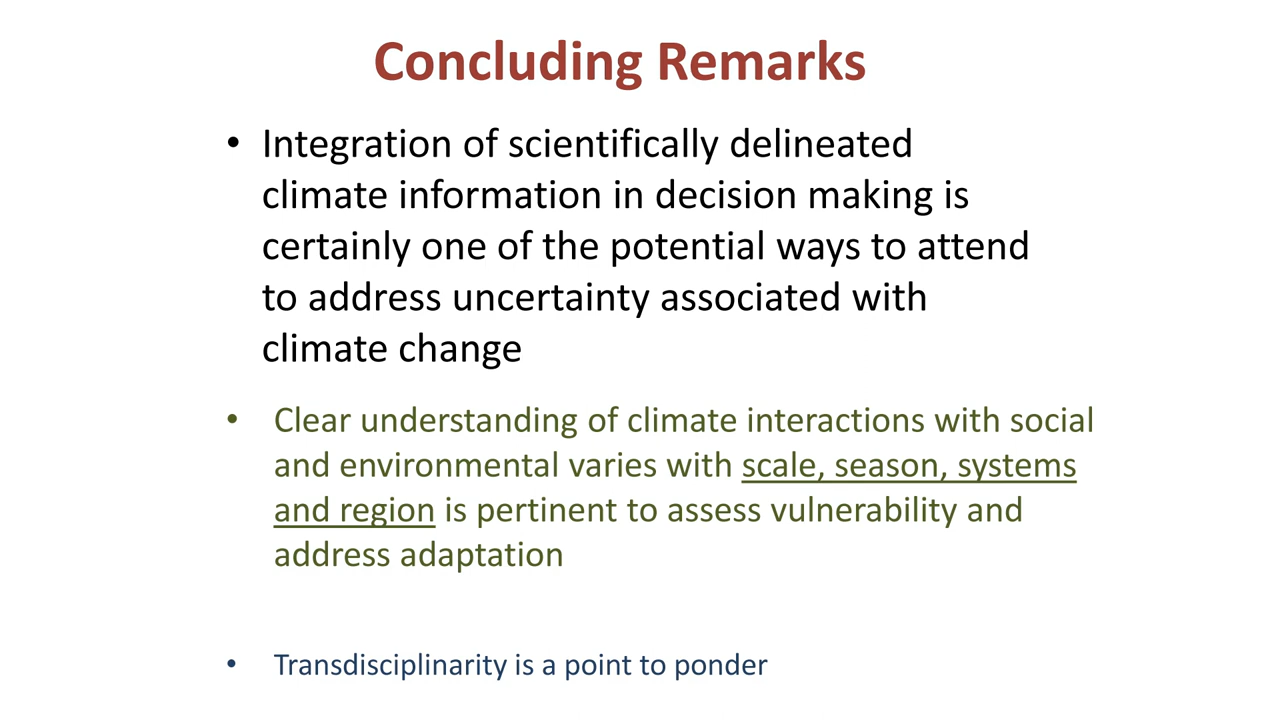 Concluding Remarks
• Integration of scientifically delineated
climate information in decision making is
certainly one of the potential ways to attend
to address uncertainty associated with
climate change
• Clear understanding of climate interactions with social
and environmental varies with scale, season, systems
and region is pertinent to assess vulnerability and
address adaptation
• Transdisciplinarity is a point to ponder